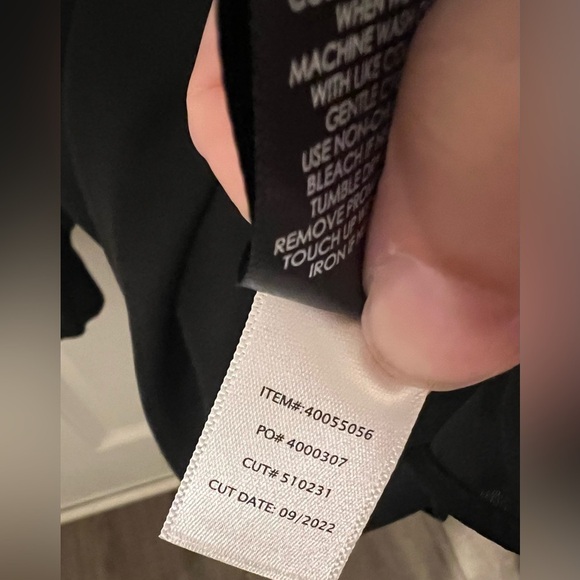 WHEN
MACHINE WASH
WITH LIKE
GENTLE
USE
BLEACH IF
TUMBLE
REMOVE
TOUCH UP
IRON IF
ITEM#:40055056
PO# 4000307
CUT# 510231
CUT DATE: 09/2022